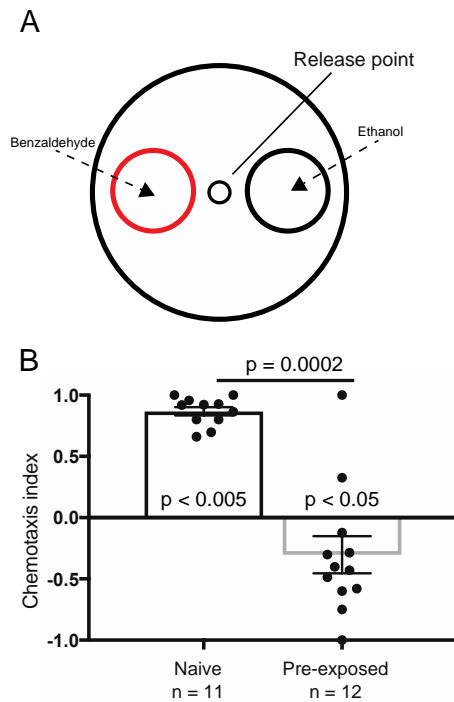 A
Release point
Benzaldehyde
Ethanol
B
p = 0.0002
1.0
0.5
0.0
-0.5
-1.0
Chemotaxis index
p < 0.005
p < 0.05
Naive
n = 11
Pre-exposed
n = 12